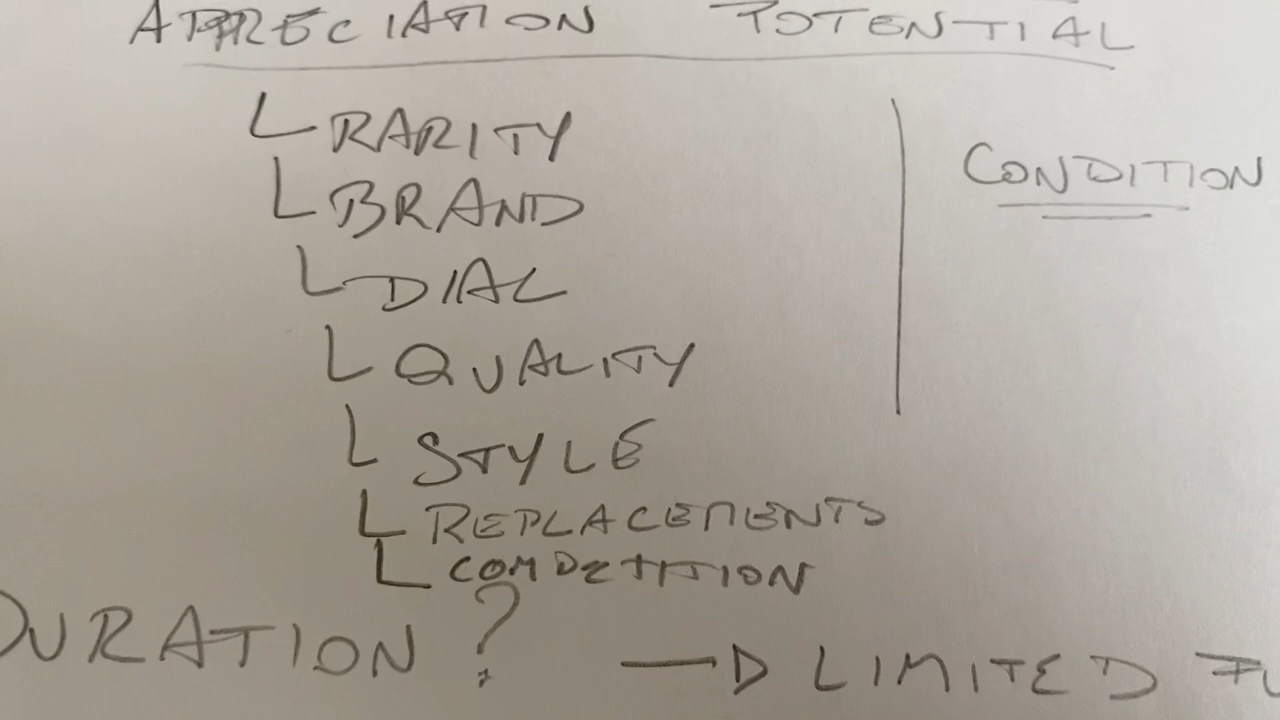 APPRECIATION POTENTIAL
RARITY
CONDITION
BRAND
DIAL
QUALITY
STYLE
REPLACEMENTS
COMPETITION
DURATION?
LIMITED